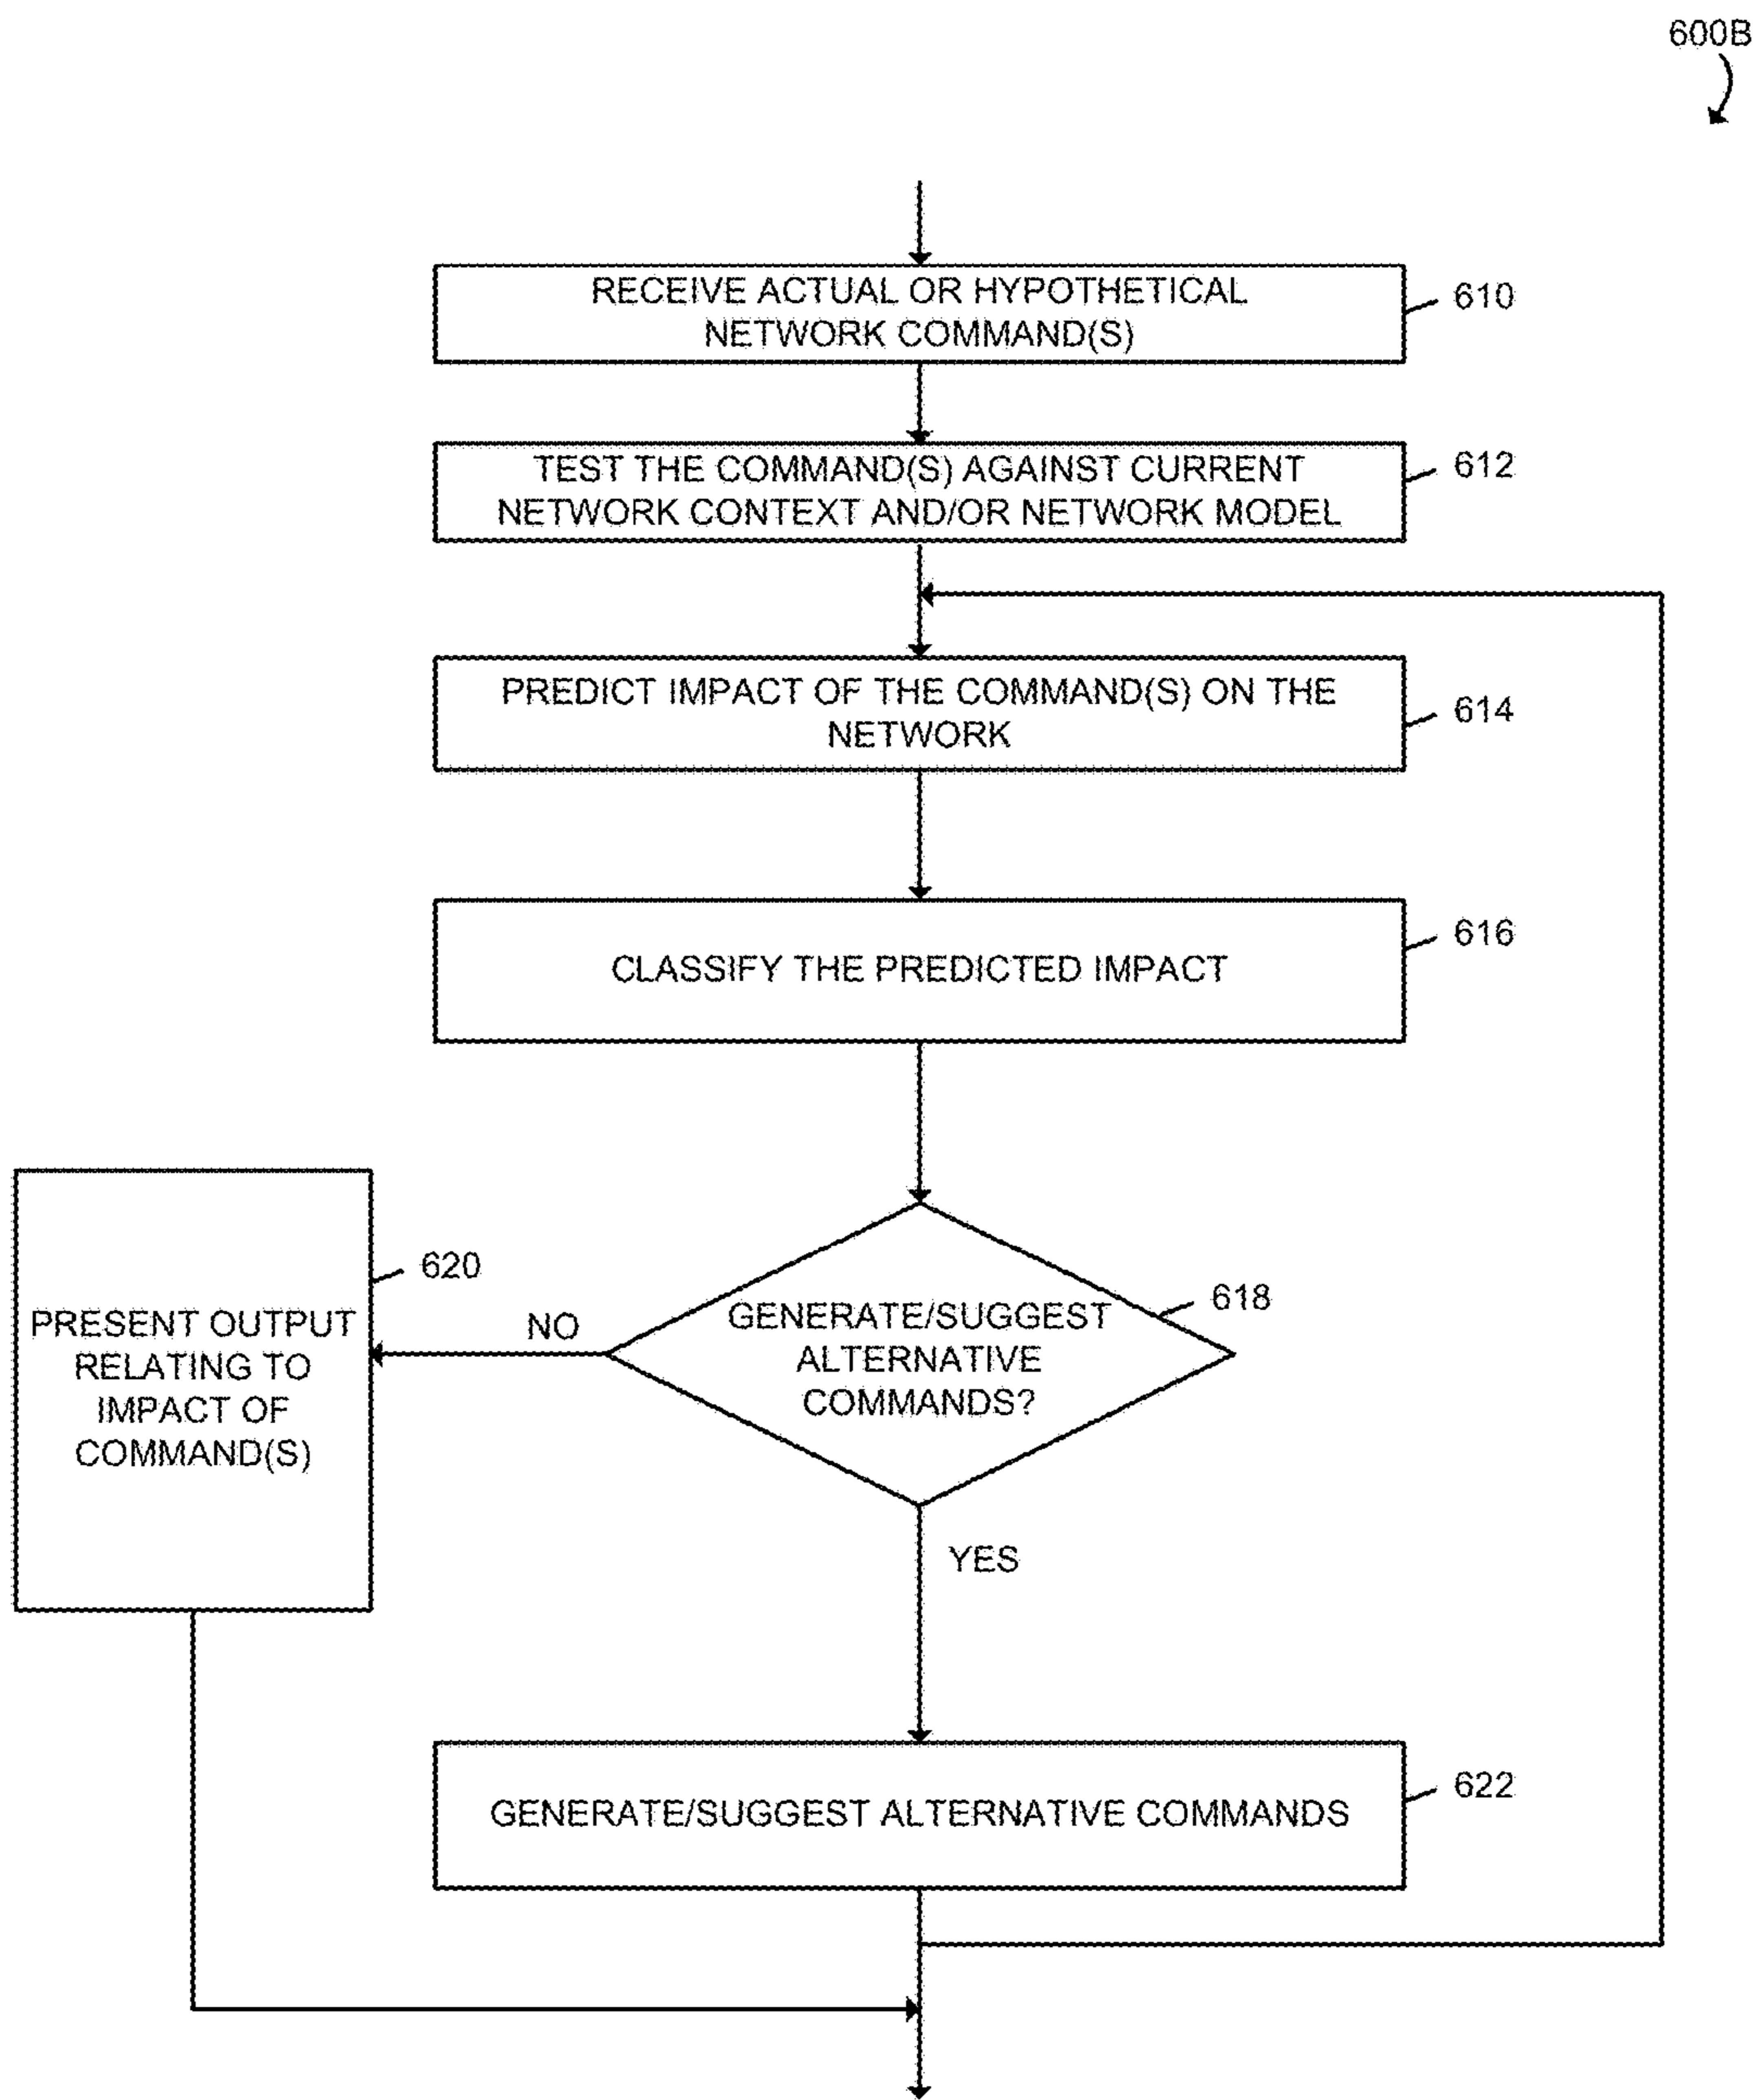 600B
RECEIVE ACTUAL OR HYPOTHETICAL
NETWORK COMMAND(S)
610
TEST THE COMMAND(S) AGAINST CURRENT
NETWORK CONTEXT AND/OR NETWORK MODEL
612
PREDICT IMPACT OF THE COMMAND(S) ON THE
NETWORK
614
CLASSIFY THE PREDICTED IMPACT
616
GENERATE/SUGGEST
ALTERNATIVE
COMMANDS?
618
NO
PRESENT OUTPUT
RELATING TO
IMPACT OF
COMMAND(S)
620
YES
GENERATE/SUGGEST ALTERNATIVE COMMANDS
622